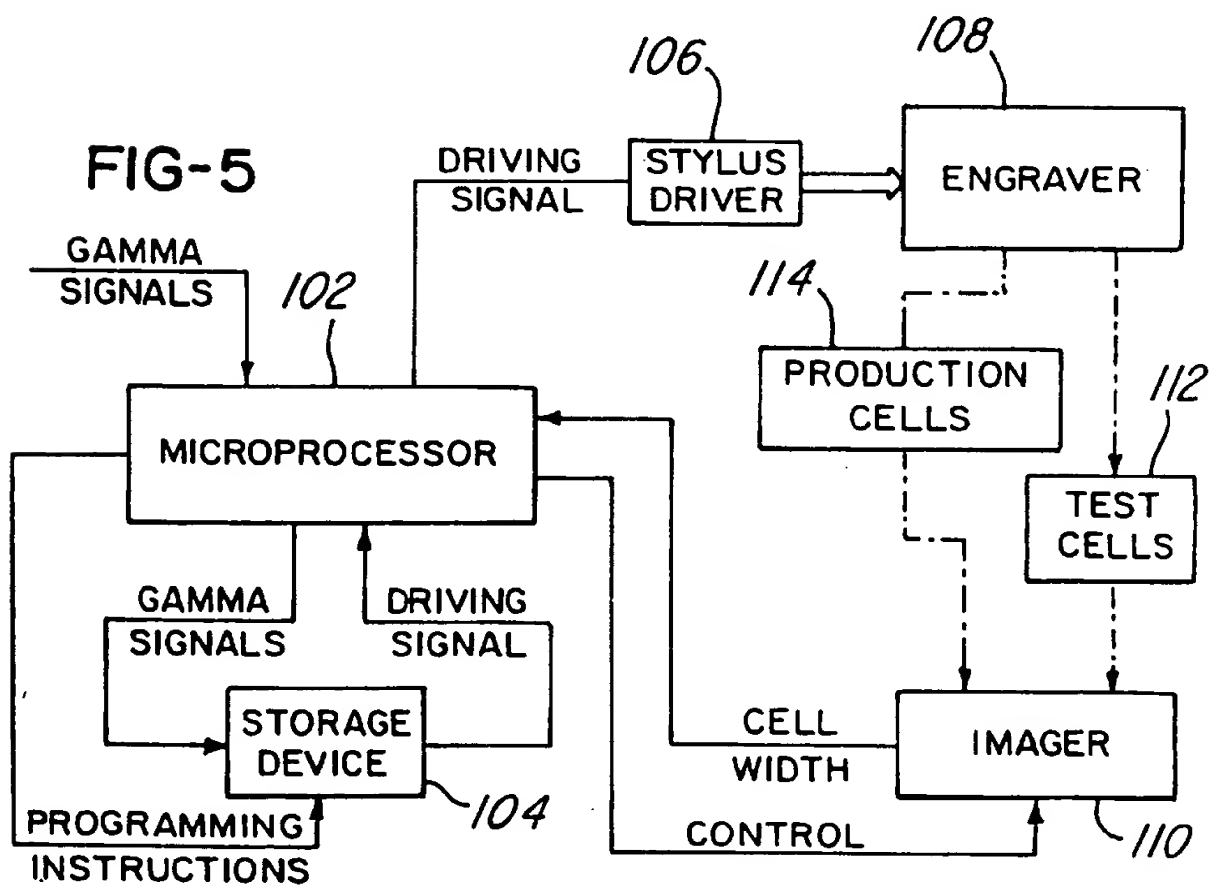 FIG-5
106
108
DRIVING
SIGNAL
STYLUS
DRIVER
ENGRAVER
GAMMA
SIGNALS
102
114
PRODUCTION
CELLS
112
MICROPROCESSOR
TEST
CELLS
GAMMA
SIGNALS
DRIVING
SIGNAL
STORAGE
DEVICE
104
CELL
WIDTH
IMAGER
110
PROGRAMMING
INSTRUCTIONS
CONTROL